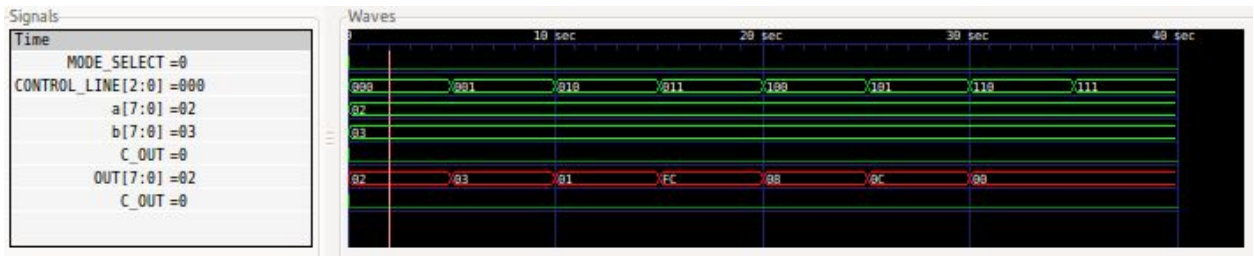 Signals
Waves
Time
10 sec 20 sec 30 sec 40 sec
MODE_SELECT =0
CONTROL_LINE[2:0] =000
000 001 010 011 100 101 110 111
a[7:0] =02
02
b[7:0] =03
03
C_OUT =0
OUT[7:0] =02
02 03 01 FC 08 0C 00
C_OUT =0